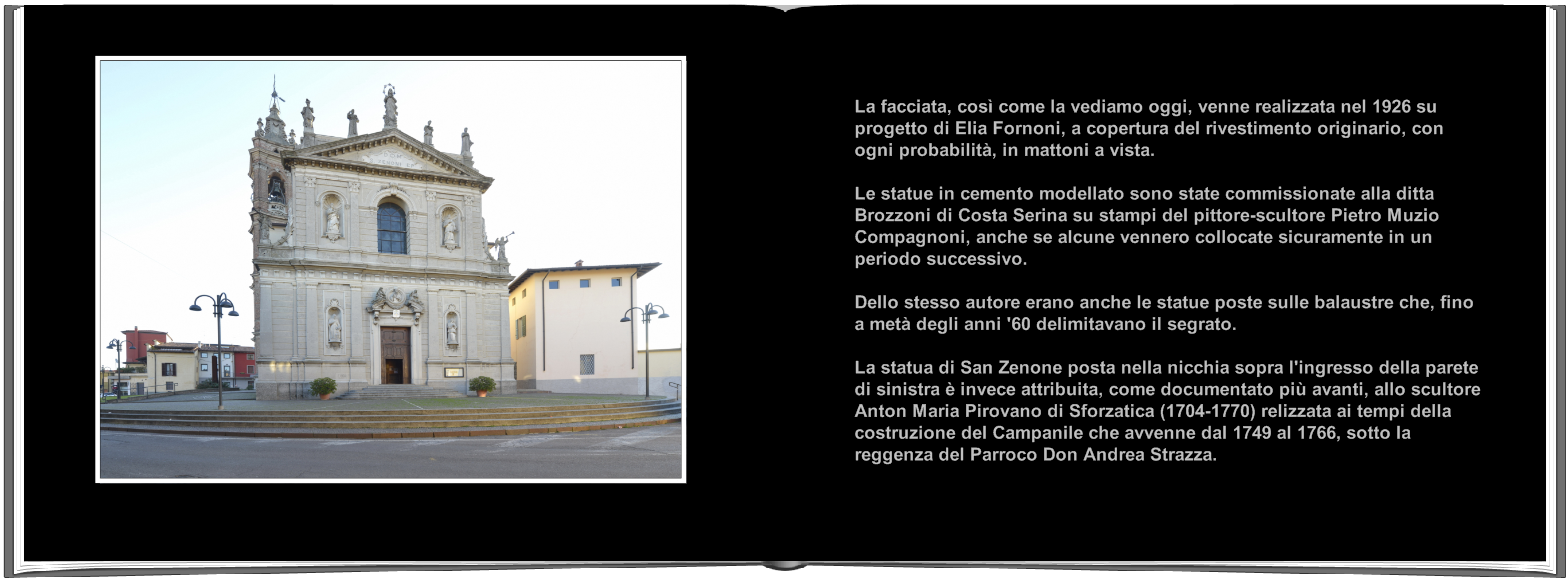 La facciata, così come la vediamo oggi, venne realizzata nel 1926 su
progetto di Elia Fornoni, a copertura del rivestimento originario, con
ogni probabilità, in mattoni a vista.
Le statue in cemento modellato sono state commissionate alla ditta
Brozzoni di Costa Serina su stampi del pittore-scultore Pietro Muzio
Compagnoni, anche se alcune vennero collocate sicuramente in un
periodo successivo.
Dello stesso autore erano anche le statue poste sulle balaustre che, fino
a metà degli anni '60 delimitavano il segrato.
La statua di San Zenone posta nella nicchia sopra l'ingresso della parete
di sinistra è invece attribuita, come documentato più avanti, allo scultore
Anton Maria Pirovano di Sforzatica (1704-1770) relizzata ai tempi della
costruzione del Campanile che avvenne dal 1749 al 1766, sotto la
reggenza del Parroco Don Andrea Strazza.